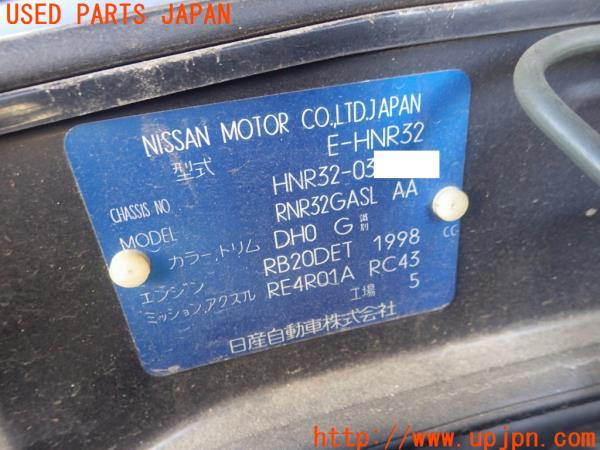 USED PARTS JAPAN
NISSAN MOTOR CO.,LTD.JAPAN
型式 E-HNR32
CHASSIS NO HNR32-03
MODEL RNR32GASL AA
カラー,トリム DH0 G 識別
エンジン RB20DET 1998 CC
ミッション,アクスル RE4R01A RC43
工場 5
日産自動車株式会社
http://www.upjpn.com/